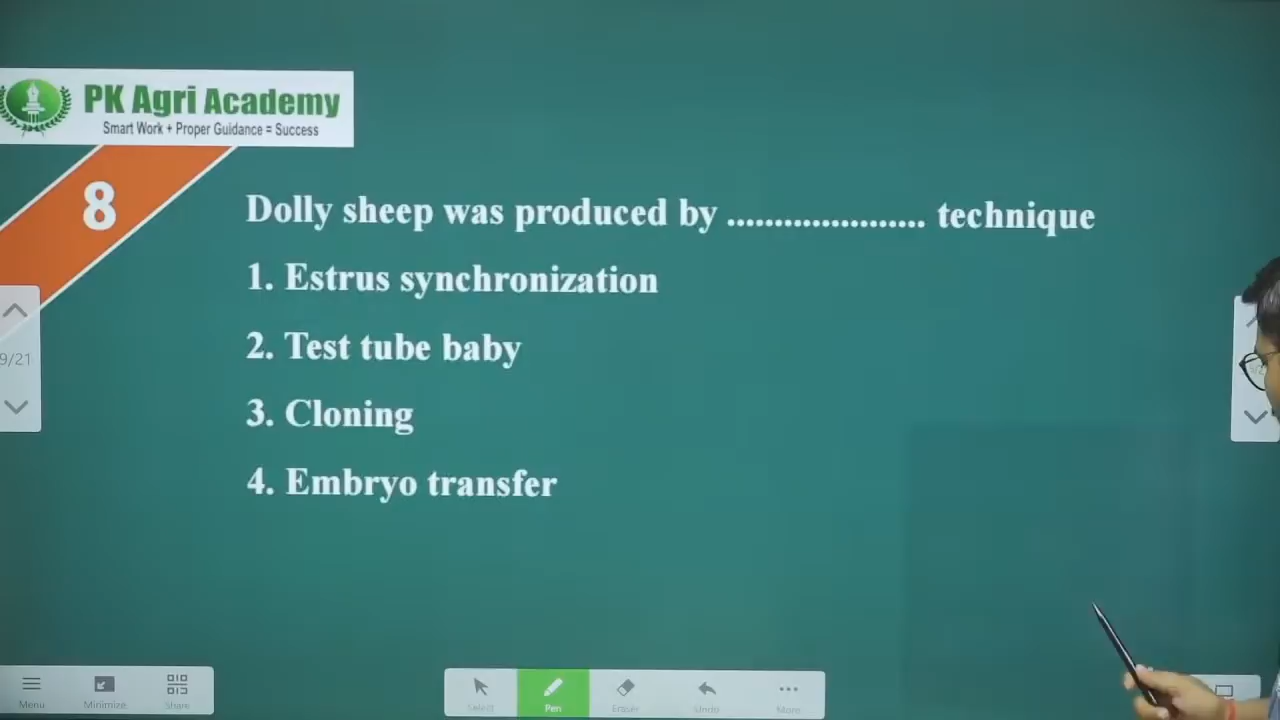 PK Agri Academy
Smart Work + Proper Guidance = Success
8
Dolly sheep was produced by ..................... technique
1. Estrus synchronization
2. Test tube baby
3. Cloning
4. Embryo transfer
9/21
Menu
Minimize
Share
Select
Pen
Eraser
Undo
More